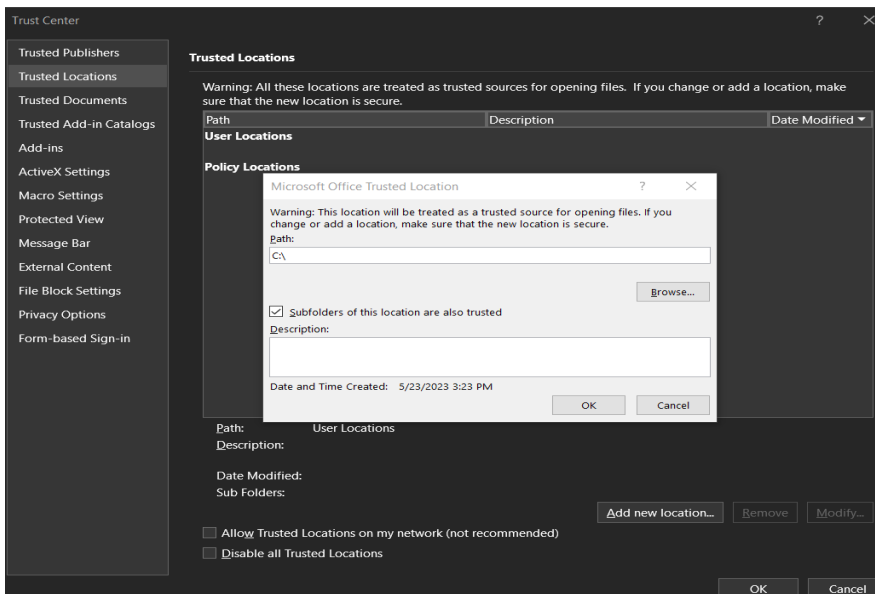 Trust Center
?
Trusted Publishers
Trusted Locations
Trusted Documents
Trusted Add-in Catalogs
Add-ins
ActiveX Settings
Macro Settings
Protected View
Message Bar
External Content
File Block Settings
Privacy Options
Form-based Sign-in
Trusted Locations
Warning: All these locations are treated as trusted sources for opening files. If you change or add a location, make
sure that the new location is secure.
Path Description Date Modified
User Locations
Policy Locations
Microsoft Office Trusted Location ?
Warning: This location will be treated as a trusted source for opening files. If you
change or add a location, make sure that the new location is secure.
Path:
C:\
Browse...
Subfolders of this location are also trusted
Description:
Date and Time Created: 5/23/2023 3:23 PM
OK Cancel
Path: User Locations
Description:
Date Modified:
Sub Folders:
Add new location... Remove Modify...
Allow Trusted Locations on my network (not recommended)
Disable all Trusted Locations
OK Cancel